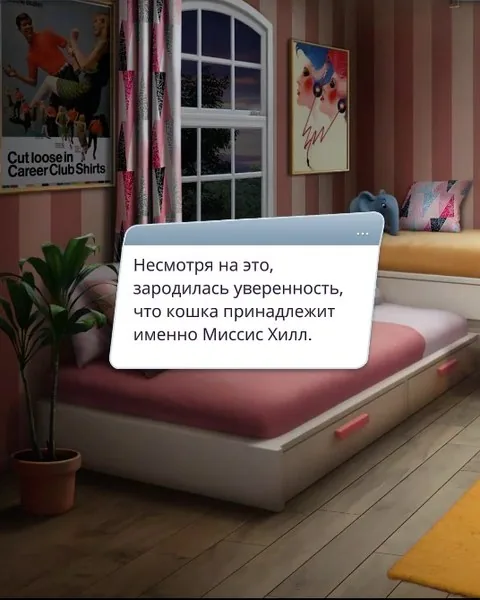 Cut loose in
Career Club Shirts
...
Несмотря на это,
зародилась уверенность,
что кошка принадлежит
именно Миссис Хилл.